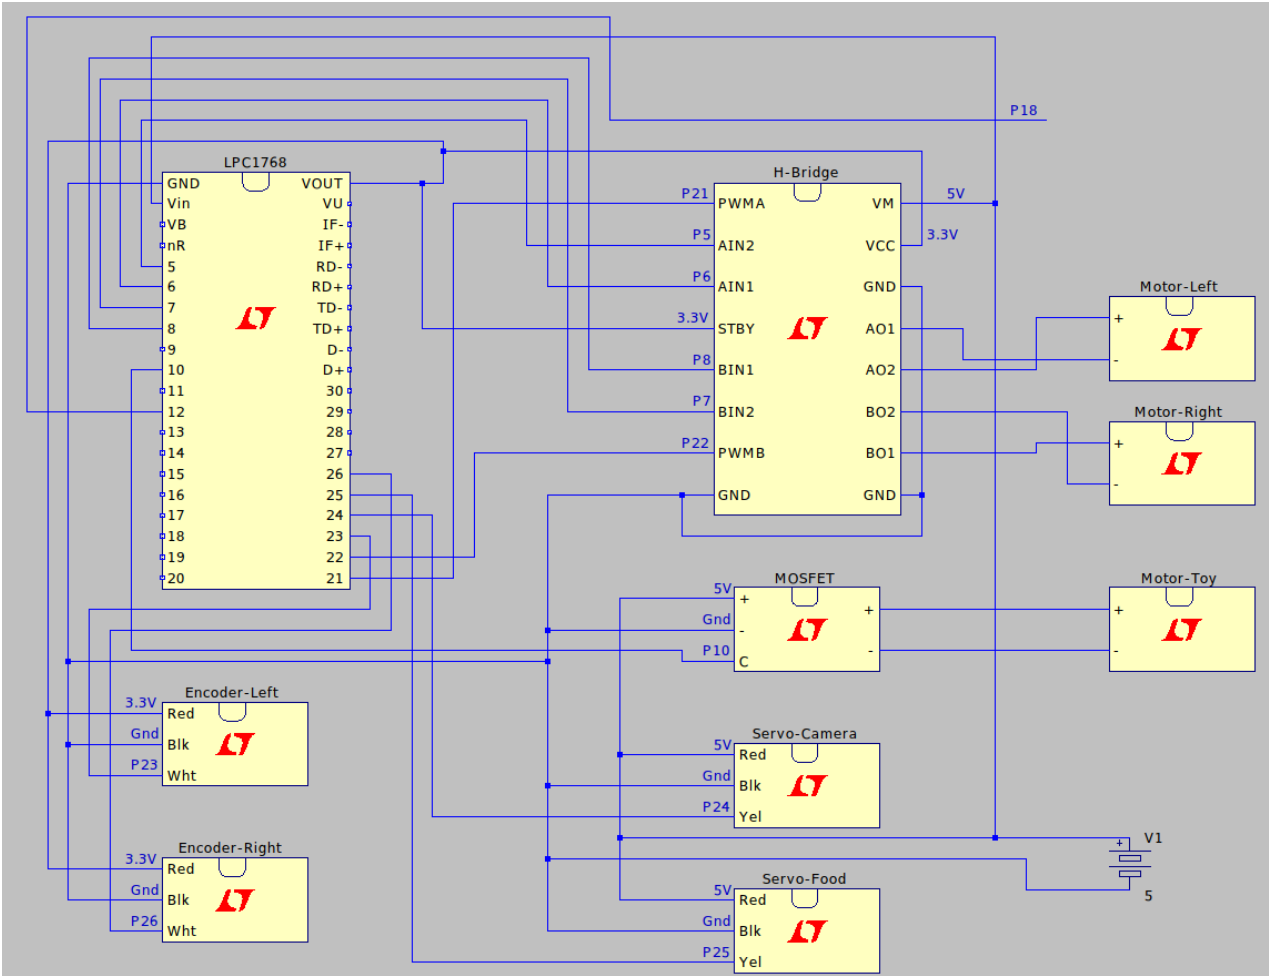 P18
LPC1768
GND VOUT
Vin VU
VB IF-
nR IF+
5 RD-
6 RD+
7 TD-
8 TD+
9 D-
10 D+
11 30
12 29
13 28
14 27
15 26
16 25
17 24
18 23
19 22
20 21
H-Bridge
P21 PWMA VM 5V
P5 AIN2 VCC 3.3V
P6 AIN1 GND
3.3V STBY AO1
P8 BIN1 AO2
P7 BIN2 BO2
P22 PWMB BO1
GND GND
Motor-Left
+
-
Motor-Right
+
-
MOSFET
5V + +
Gnd -
P10 C -
Motor-Toy
+
-
Encoder-Left
3.3V Red
Gnd Blk
P23 Wht
Servo-Camera
5V Red
Gnd Blk
P24 Yel
V1
+
5
Encoder-Right
3.3V Red
Gnd Blk
P26 Wht
Servo-Food
5V Red
Gnd Blk
P25 Yel